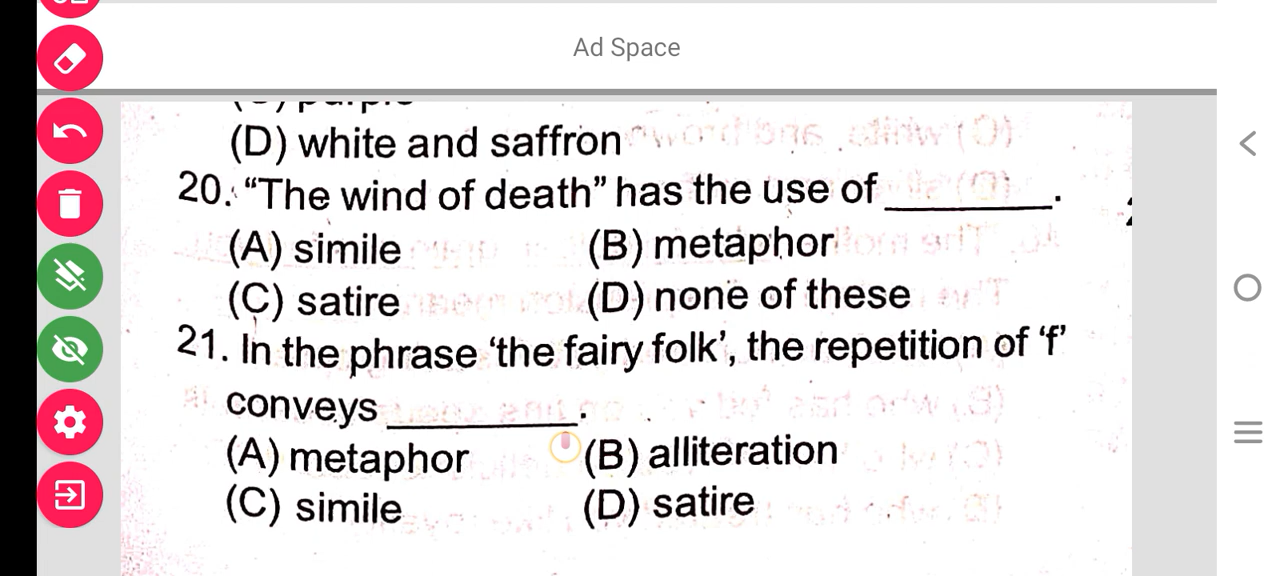 Ad Space
(D) white and saffron
20. “The wind of death” has the use of ________.
(A) simile (B) metaphor
(C) satire (D) none of these
21. In the phrase ‘the fairy folk’, the repetition of ‘f’
conveys ________.
(A) metaphor (B) alliteration
(C) simile (D) satire